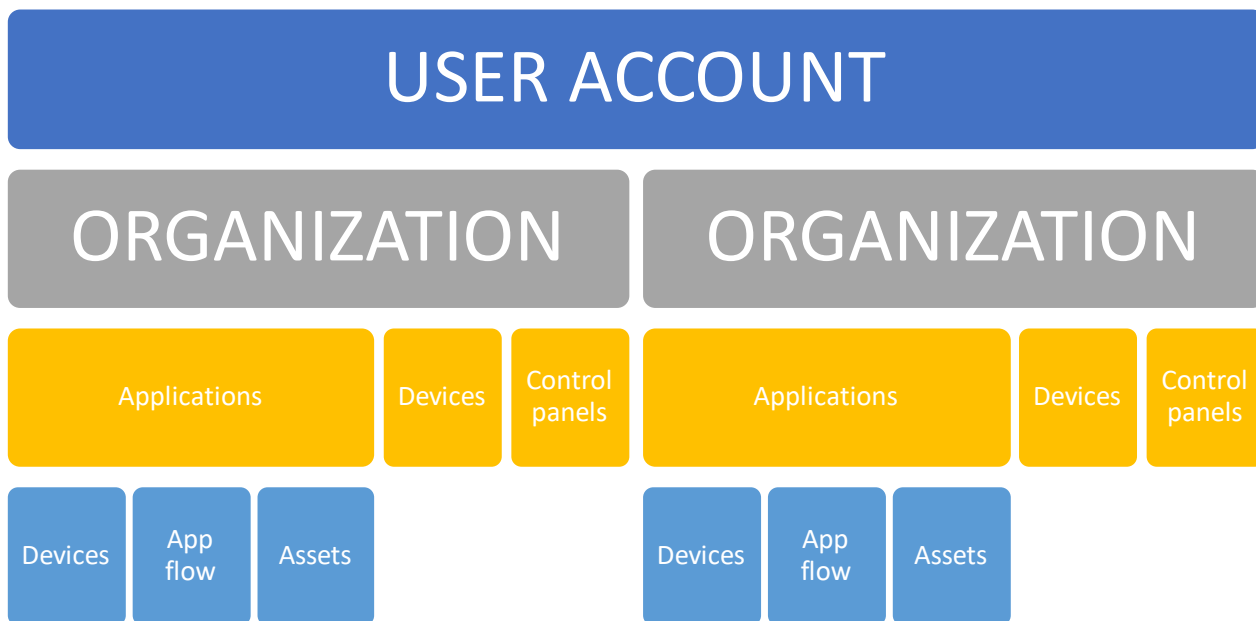 USER ACCOUNT
ORGANIZATION
ORGANIZATION
Applications
Devices
Control
panels
Applications
Devices
Control
panels
Devices
App
flow
Assets
Devices
App
flow
Assets